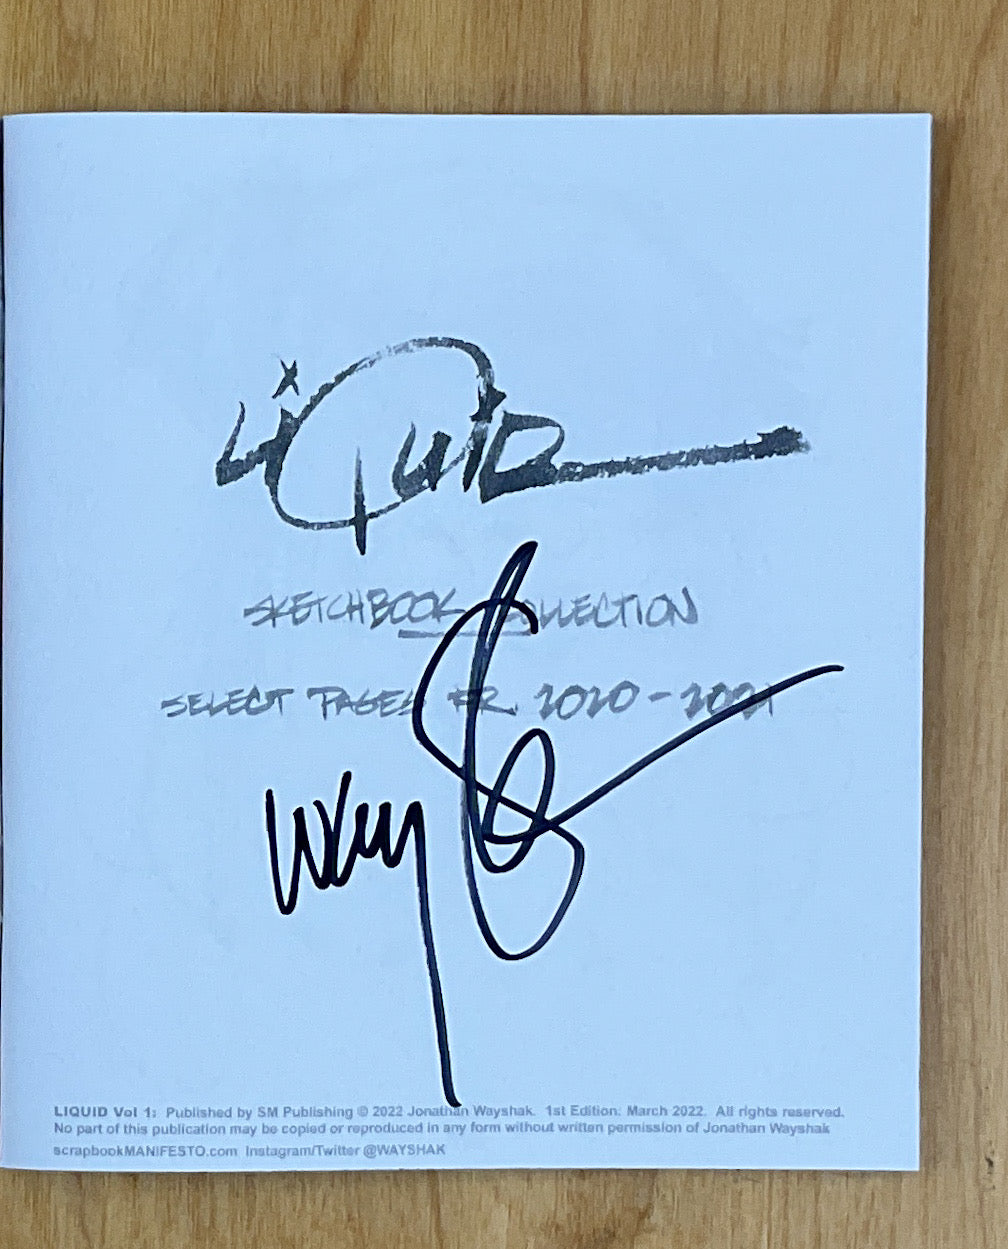 LiQuiD
SKETCHBOOK COLLECTION
SELECT PAGES FR. 2020-2021
LIQUID Vol 1: Published by SM Publishing © 2022 Jonathan Wayshak. 1st Edition: March 2022. All rights reserved.
No part of this publication may be copied or reproduced in any form without written permission of Jonathan Wayshak
scrapbookMANIFESTO.com Instagram/Twitter @WAYSHAK